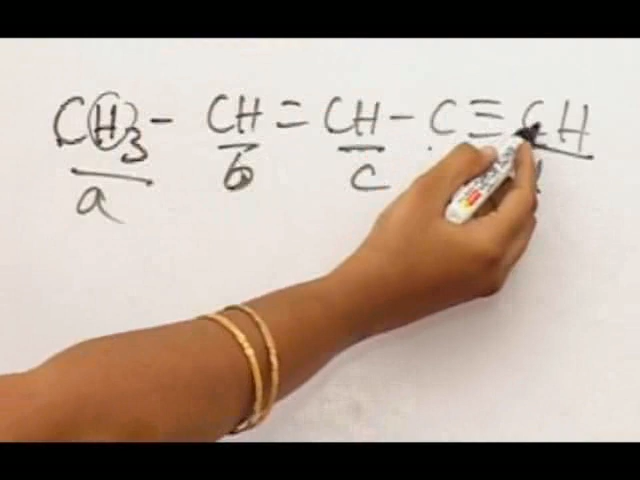 CH₃ - CH = CH - C ≡ CH
a b c